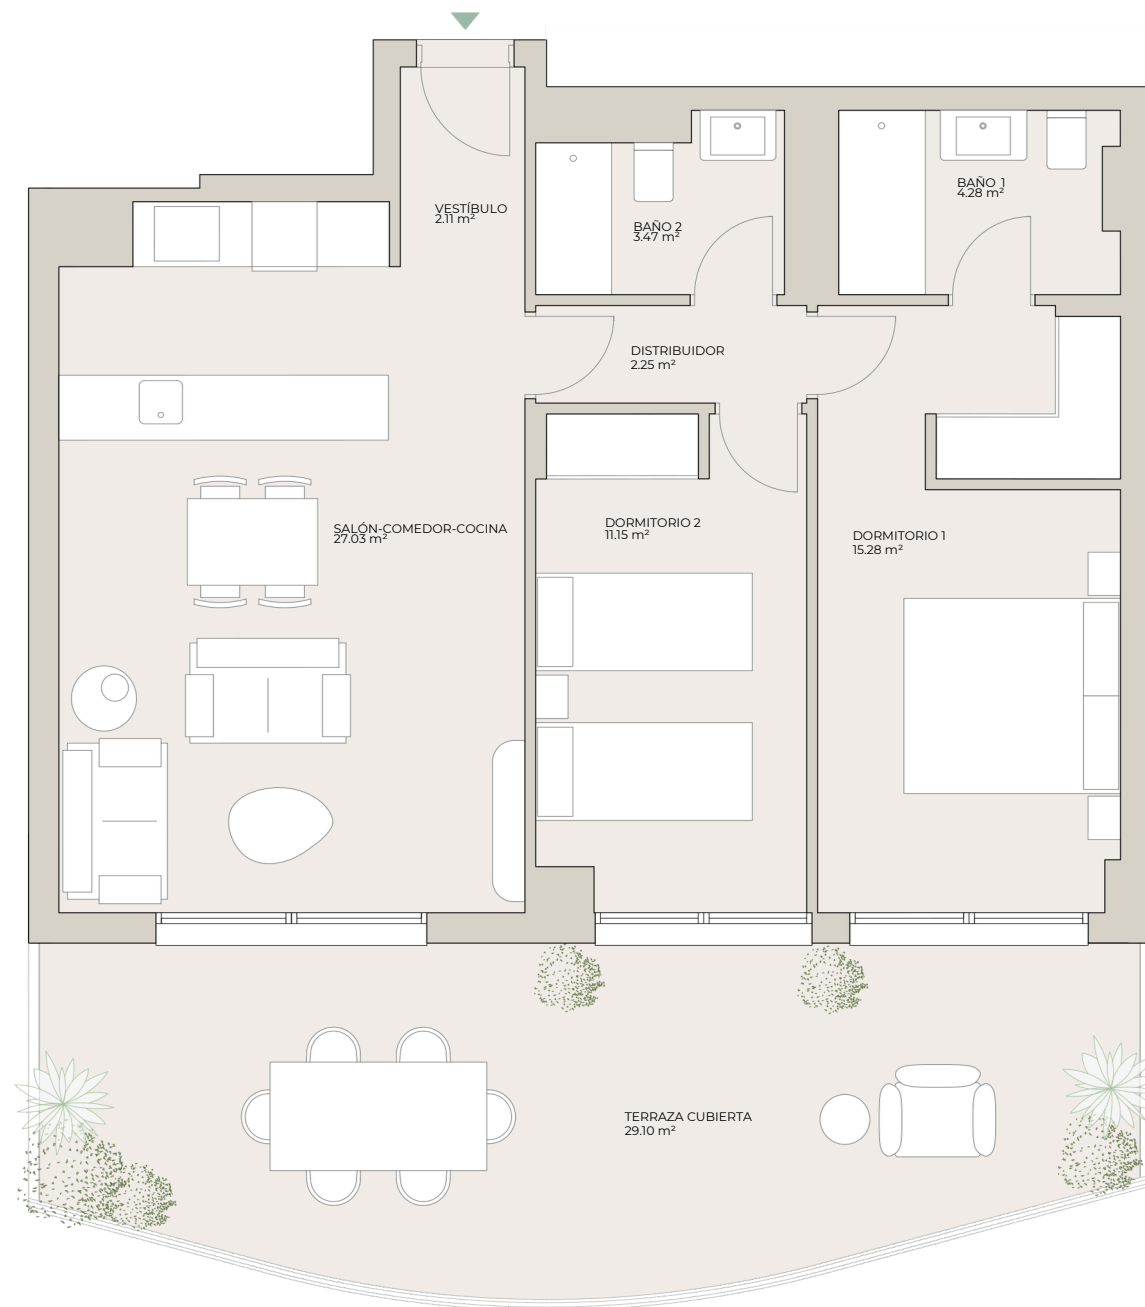 VESTÍBULO
2.11 m²
BAÑO 2
3.47 m²
BAÑO 1
4.28 m²
DISTRIBUIDOR
2.25 m²
SALÓN-COMEDOR-COCINA
27.03 m²
DORMITORIO 2
11.15 m²
DORMITORIO 1
15.28 m²
TERRAZA CUBIERTA
29.10 m²